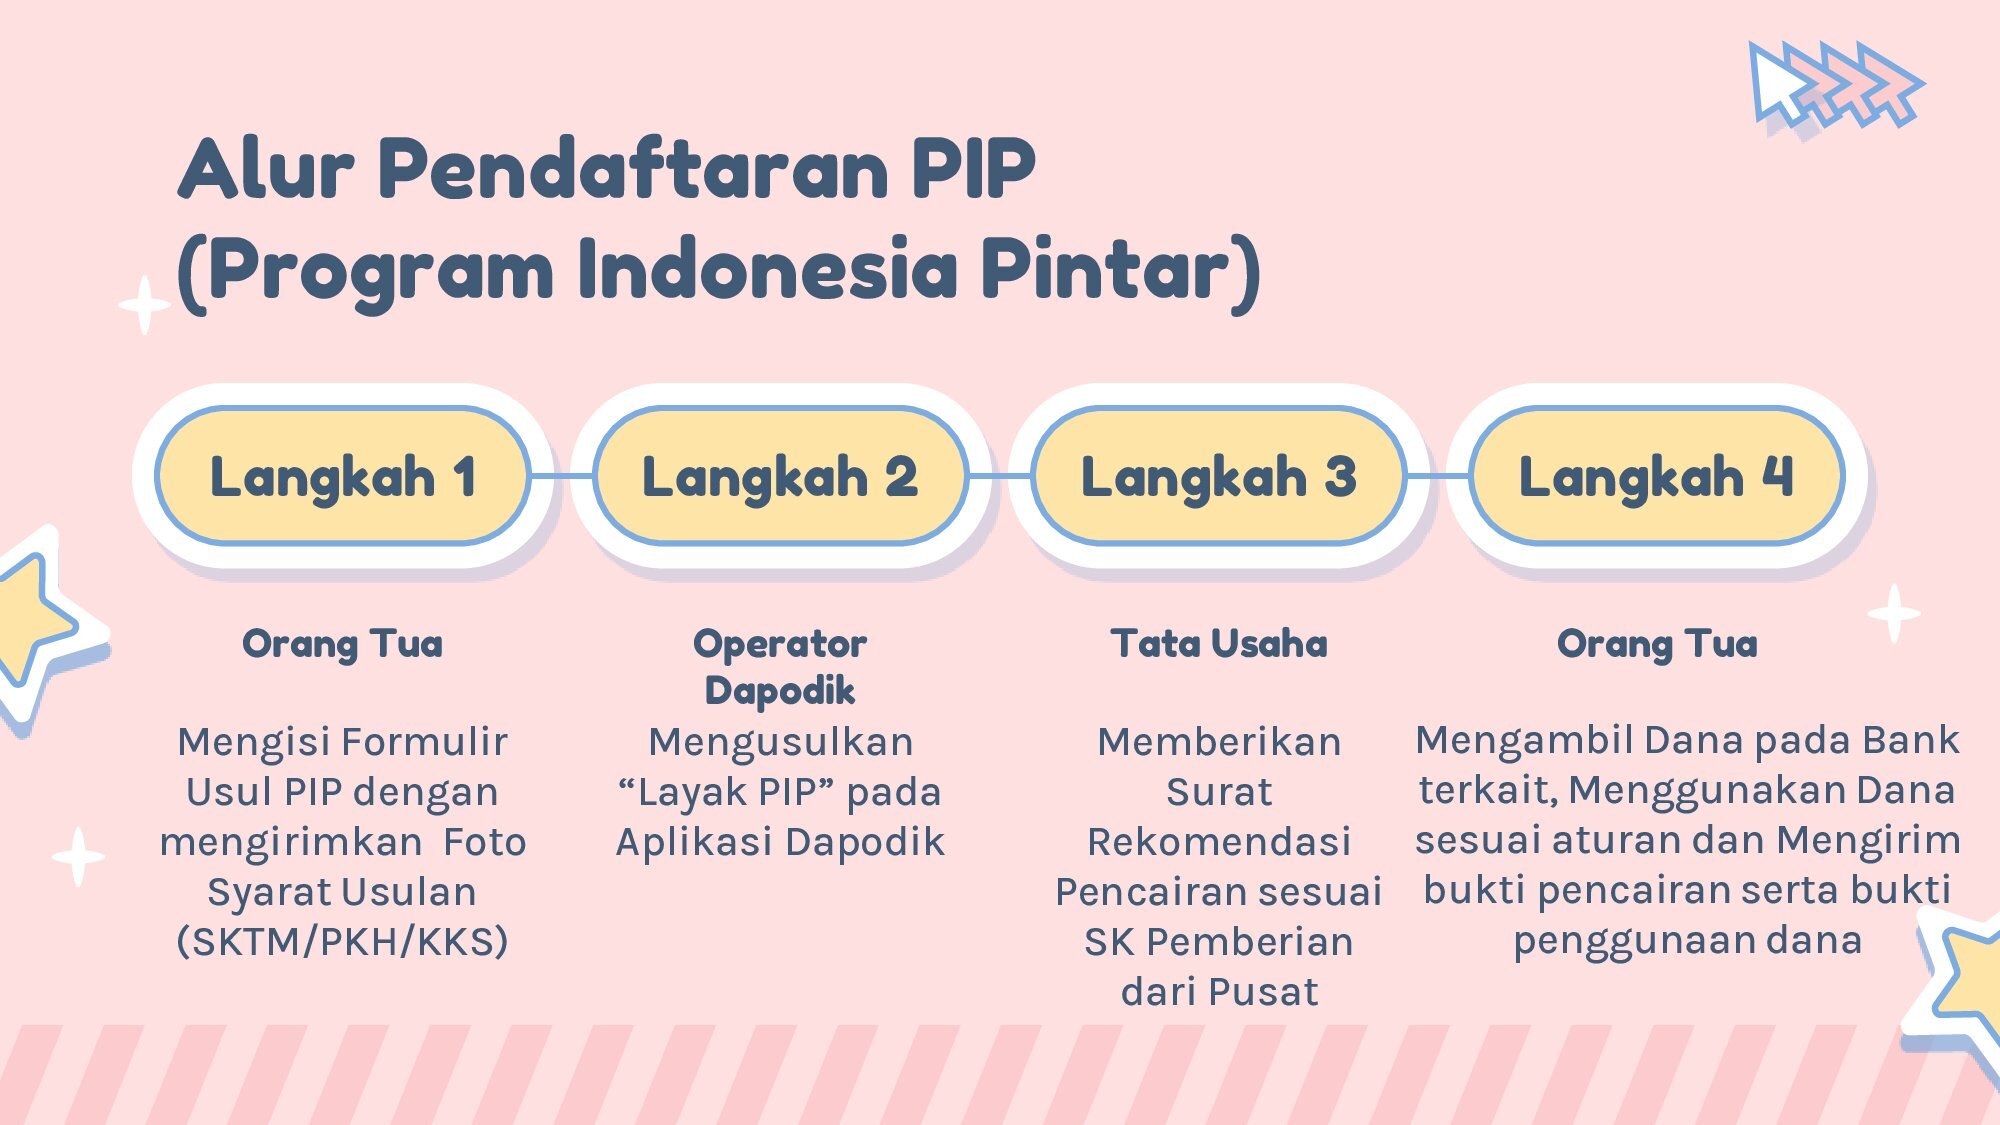 Alur Pendaftaran PIP
(Program Indonesia Pintar)
Langkah 1
Langkah 2
Langkah 3
Langkah 4
Orang Tua
Mengisi Formulir
Usul PIP dengan
mengirimkan  Foto
Syarat Usulan
(SKTM/PKH/KKS)
Operator
Dapodik
Mengusulkan
“Layak PIP” pada
Aplikasi Dapodik
Tata Usaha
Memberikan
Surat
Rekomendasi
Pencairan sesuai
SK Pemberian
dari Pusat
Orang Tua
Mengambil Dana pada Bank
terkait, Menggunakan Dana
sesuai aturan dan Mengirim
bukti pencairan serta bukti
penggunaan dana